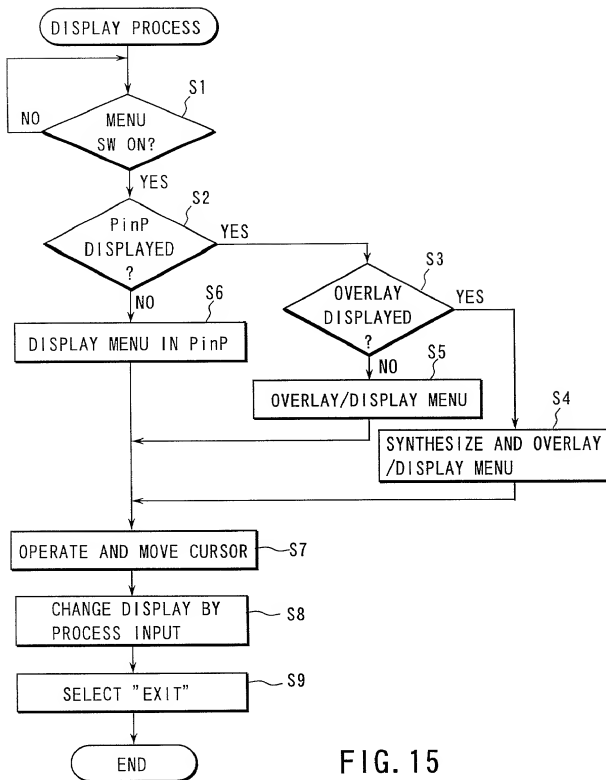 DISPLAY PROCESS
S1
NO
MENU
SW ON?
YES
S2
PinP
DISPLAYED
?
YES
S3
OVERLAY
DISPLAYED
?
YES
NO
S6
DISPLAY MENU IN PinP
NO
S5
OVERLAY/DISPLAY MENU
S4
SYNTHESIZE AND OVERLAY
/DISPLAY MENU
OPERATE AND MOVE CURSOR
S7
CHANGE DISPLAY BY
PROCESS INPUT
S8
SELECT "EXIT"
S9
END
FIG. 15